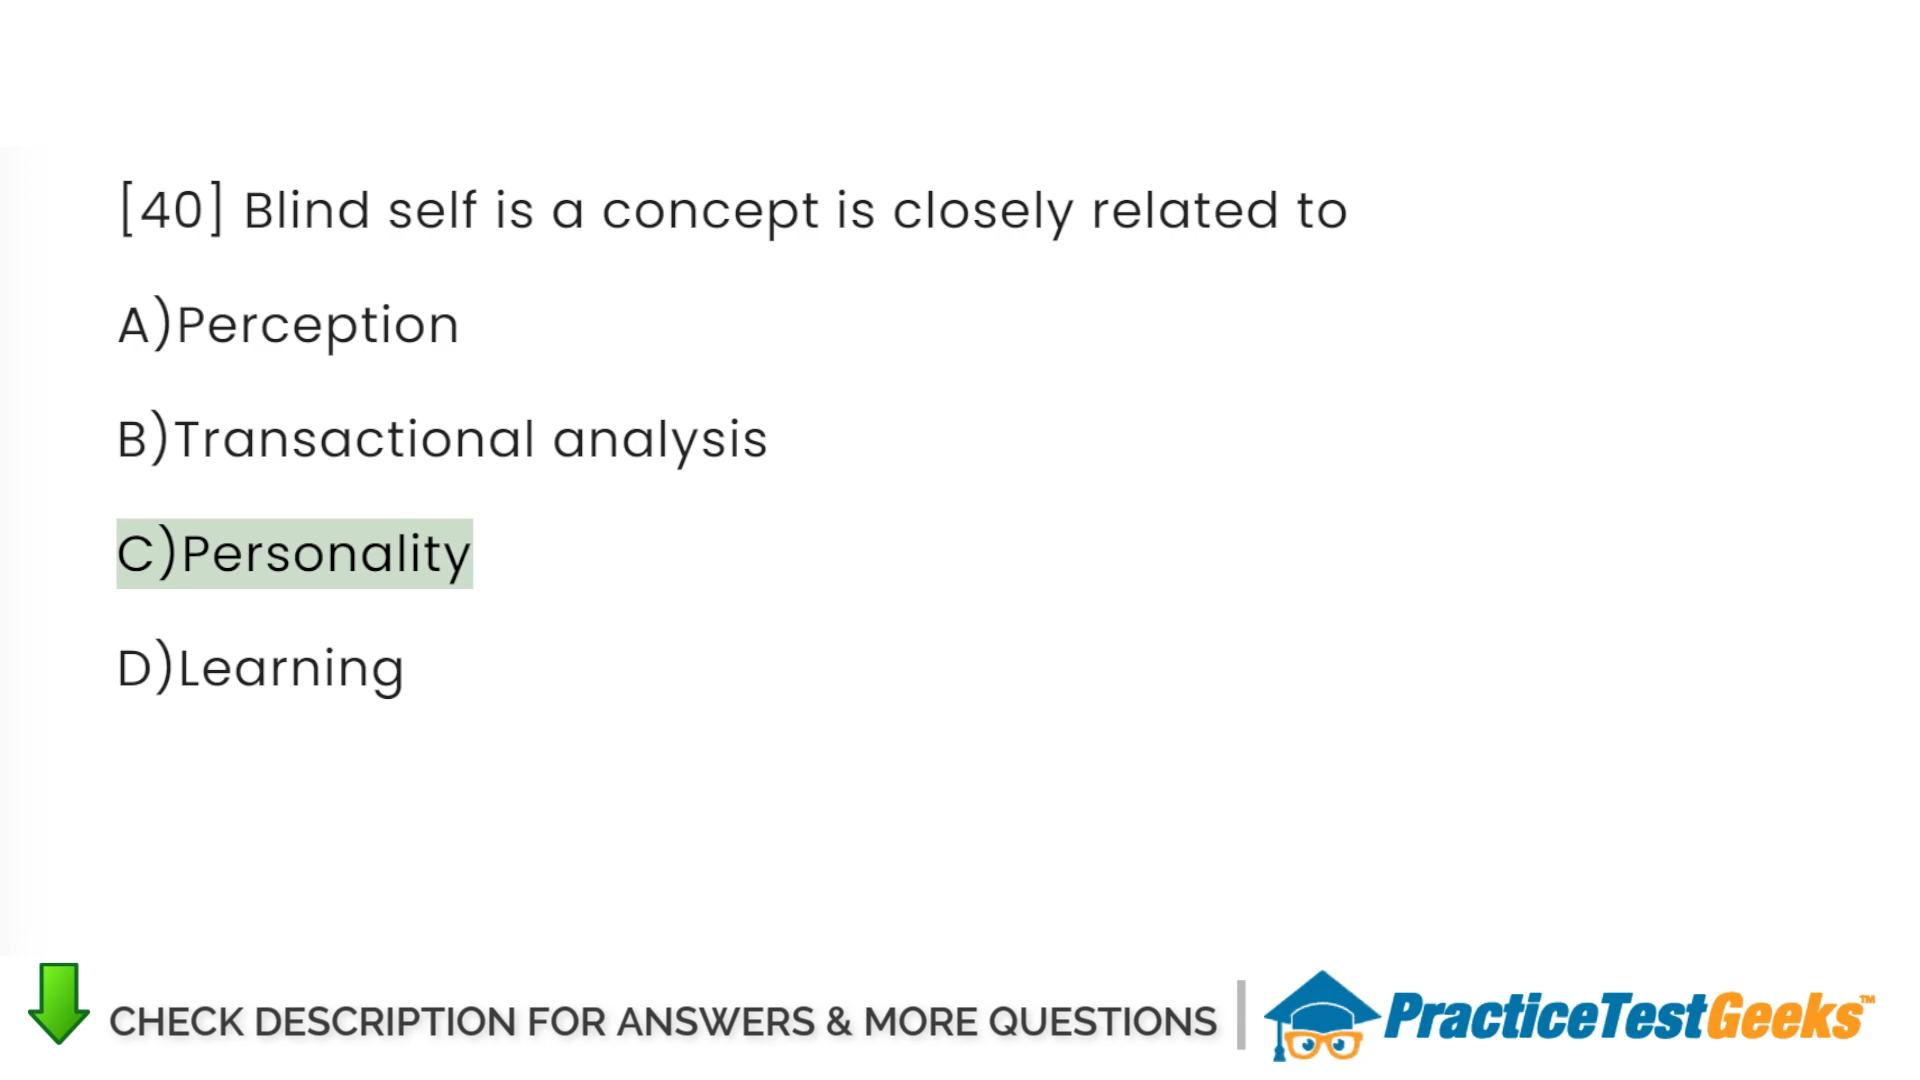 [40] Blind self is a concept is closely related to
A)Perception
B)Transactional analysis
C)Personality
D)Learning
CHECK DESCRIPTION FOR ANSWERS & MORE QUESTIONS
PracticeTestGeeks™